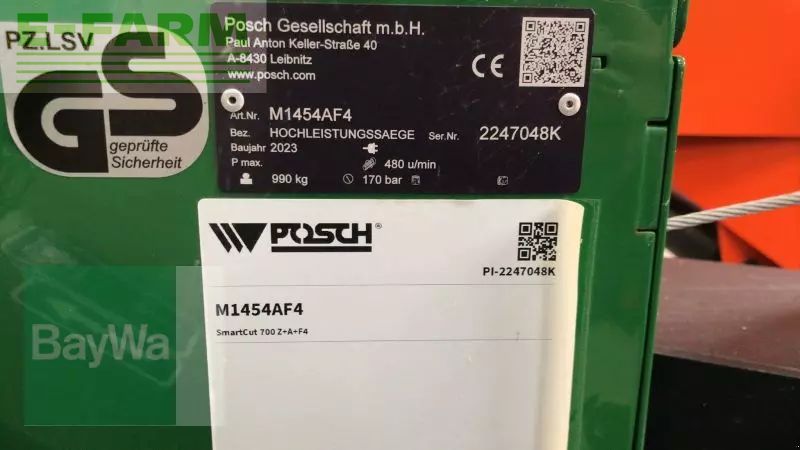 E-FARM
PZ.LSV
GS
geprüfte
Sicherheit
Posch Gesellschaft m.b.H.
Paul Anton Keller-Straße 40
A-8430 Leibnitz
www.posch.com
CE
Art.Nr. M1454AF4
Bez. HOCHLEISTUNGSSAEGE Ser.Nr. 2247048K
Baujahr 2023
P max. 480 u/min
990 kg 170 bar
POSCH®
PI-2247048K
M1454AF4
SmartCut 700 Z+A+F4
BayWa